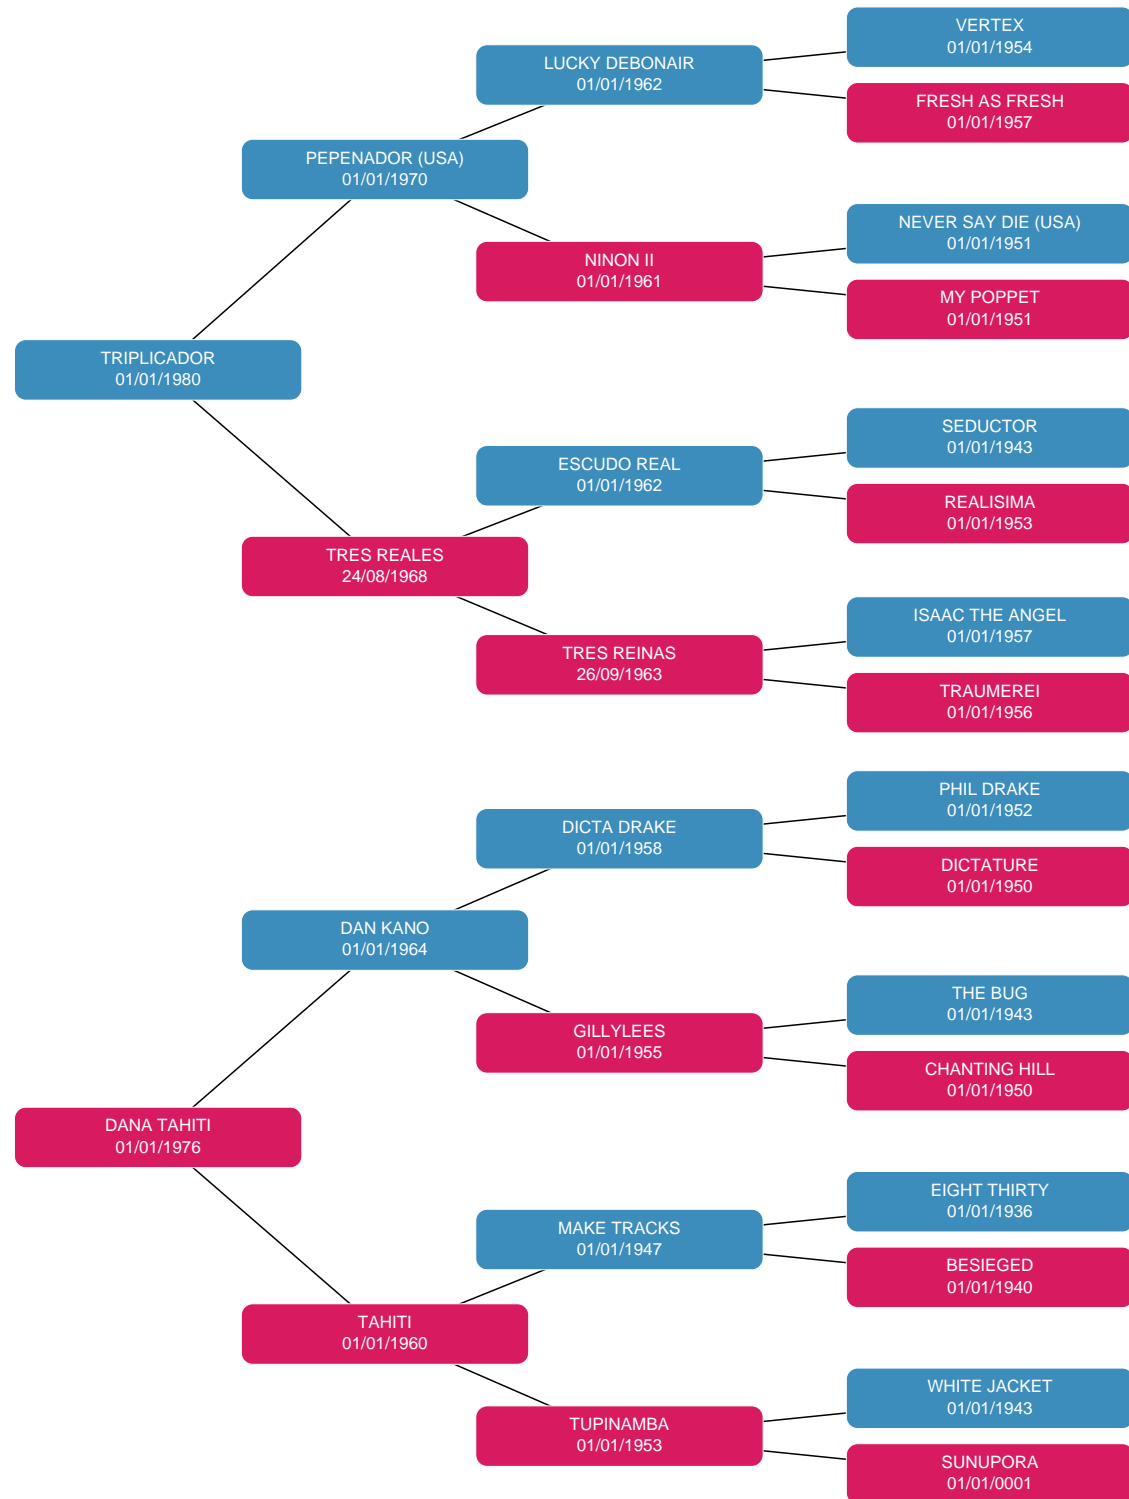 VERTEX
01/01/1954
LUCKY DEBONAIR
01/01/1962
FRESH AS FRESH
01/01/1957
PEPENADOR (USA)
01/01/1970
NEVER SAY DIE (USA)
01/01/1951
NINON II
01/01/1961
MY POPPET
01/01/1951
TRIPLICADOR
01/01/1980
SEDUCTOR
01/01/1943
ESCUDO REAL
01/01/1962
REALISIMA
01/01/1953
TRES REALES
24/08/1968
ISAAC THE ANGEL
01/01/1957
TRES REINAS
26/09/1963
TRAUMEREI
01/01/1956
PHIL DRAKE
01/01/1952
DICTA DRAKE
01/01/1958
DICTATURE
01/01/1950
DAN KANO
01/01/1964
THE BUG
01/01/1943
GILLYLEES
01/01/1955
CHANTING HILL
01/01/1950
DANA TAHITI
01/01/1976
EIGHT THIRTY
01/01/1936
MAKE TRACKS
01/01/1947
BESIEGED
01/01/1940
TAHITI
01/01/1960
WHITE JACKET
01/01/1943
TUPINAMBA
01/01/1953
SUNUPORA
01/01/0001